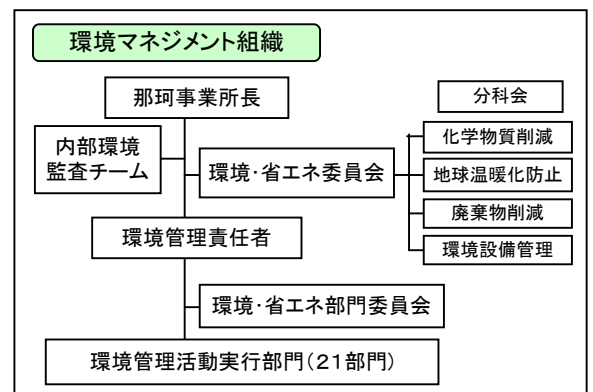 環境マネジメント組織
那珂事業所長
分科会
内部環境
監査チーム
環境・省エネ委員会
化学物質削減
地球温暖化防止
廃棄物削減
環境設備管理
環境管理責任者
環境・省エネ部門委員会
環境管理活動実行部門(21部門)